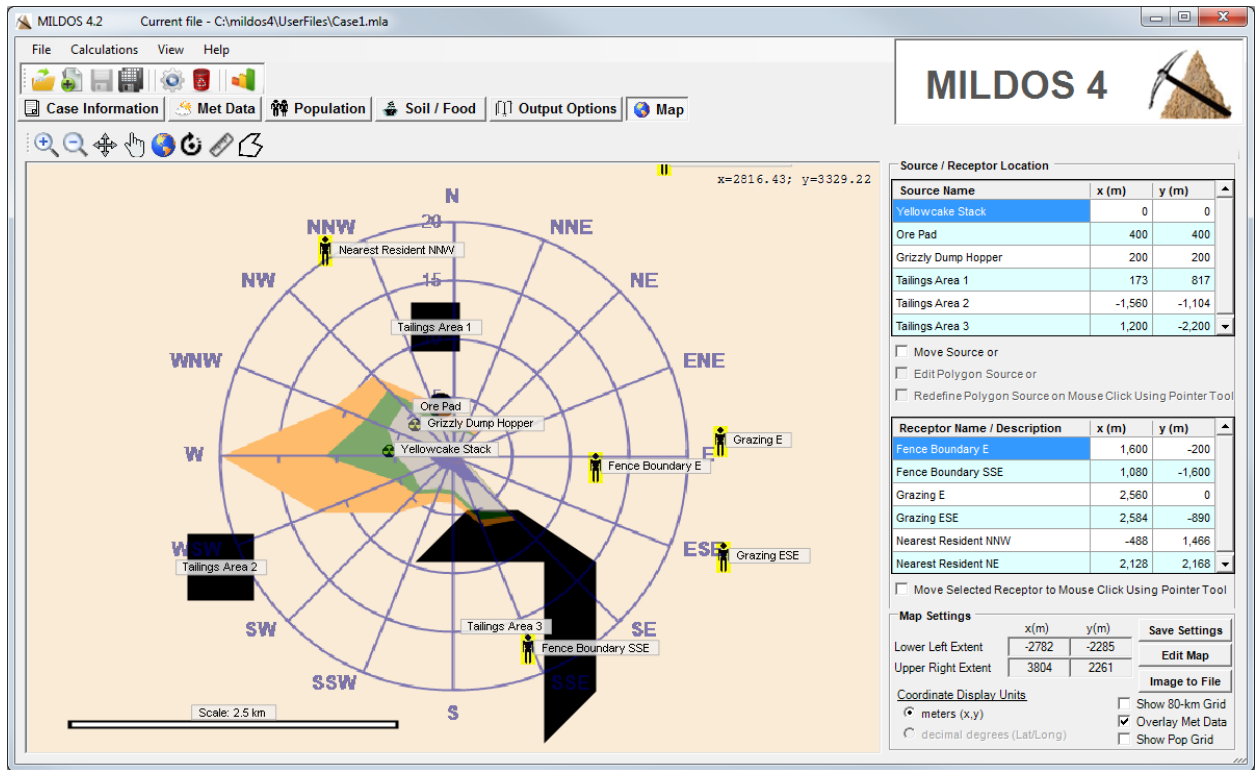 MILDOS 4.2 Current file - C:\mildos4\UserFiles\Case1.mla
File Calculations View Help
MILDOS 4
Case Information Met Data Population Soil / Food Output Options Map
x=2816.43; y=3329.22
N
NNE
NE
ENE
E
ESE
SE
SSE
S
SSW
SW
WSW
W
WNW
NW
NNW
20
15
5
Nearest Resident NNW
Tailings Area 1
Ore Pad
Grizzly Dump Hopper
Yellowcake Stack
Grazing E
Fence Boundary E
Grazing ESE
Tailings Area 2
Tailings Area 3
Fence Boundary SSE
Scale: 2.5 km
Source / Receptor Location
Source Name x (m) y (m)
Yellowcake Stack 0 0
Ore Pad 400 400
Grizzly Dump Hopper 200 200
Tailings Area 1 173 817
Tailings Area 2 -1,560 -1,104
Tailings Area 3 1,200 -2,200
Move Source or
Edit Polygon Source or
Redefine Polygon Source on Mouse Click Using Pointer Tool
Receptor Name / Description x (m) y (m)
Fence Boundary E 1,600 -200
Fence Boundary SSE 1,080 -1,600
Grazing E 2,560 0
Grazing ESE 2,584 -890
Nearest Resident NNW -488 1,466
Nearest Resident NE 2,128 2,168
Move Selected Receptor to Mouse Click Using Pointer Tool
Map Settings
x(m) y(m)
Lower Left Extent -2782 -2285
Upper Right Extent 3804 2261
Save Settings
Edit Map
Image to File
Coordinate Display Units
meters (x,y)
decimal degrees (Lat/Long)
Show 80-km Grid
Overlay Met Data
Show Pop Grid